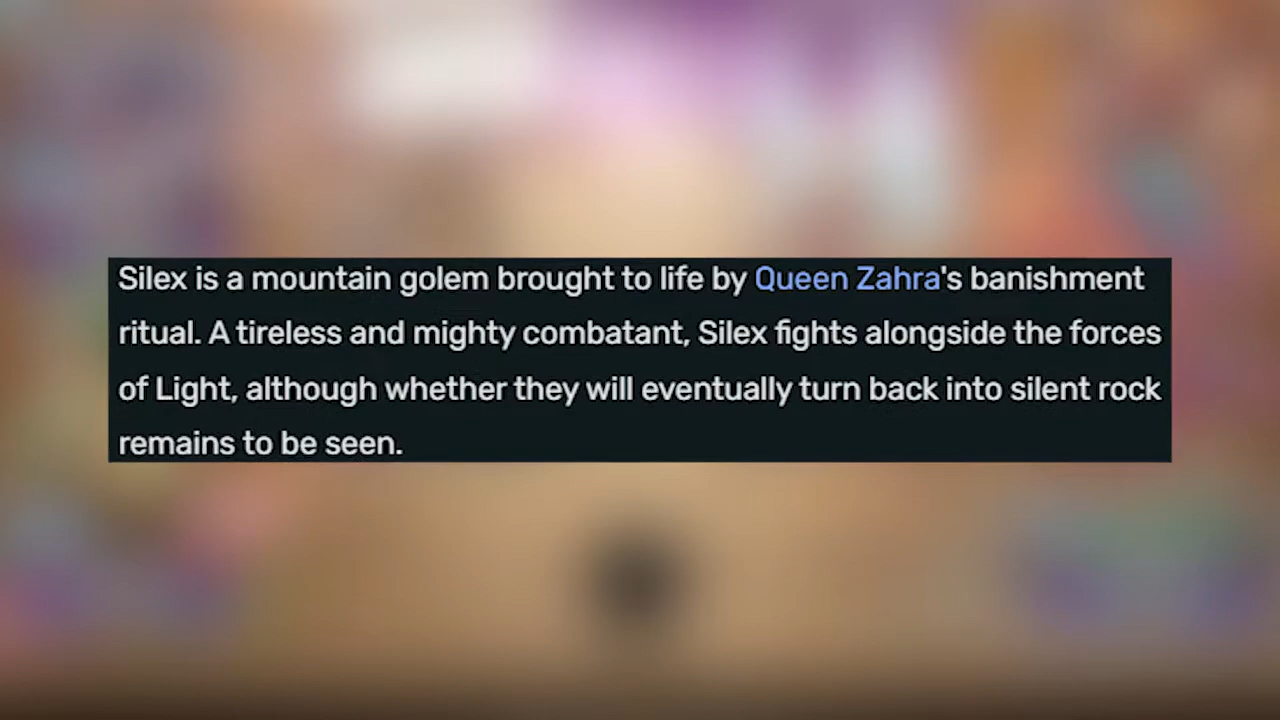 Silex is a mountain golem brought to life by Queen Zahra's banishment
ritual. A tireless and mighty combatant, Silex fights alongside the forces
of Light, although whether they will eventually turn back into silent rock
remains to be seen.